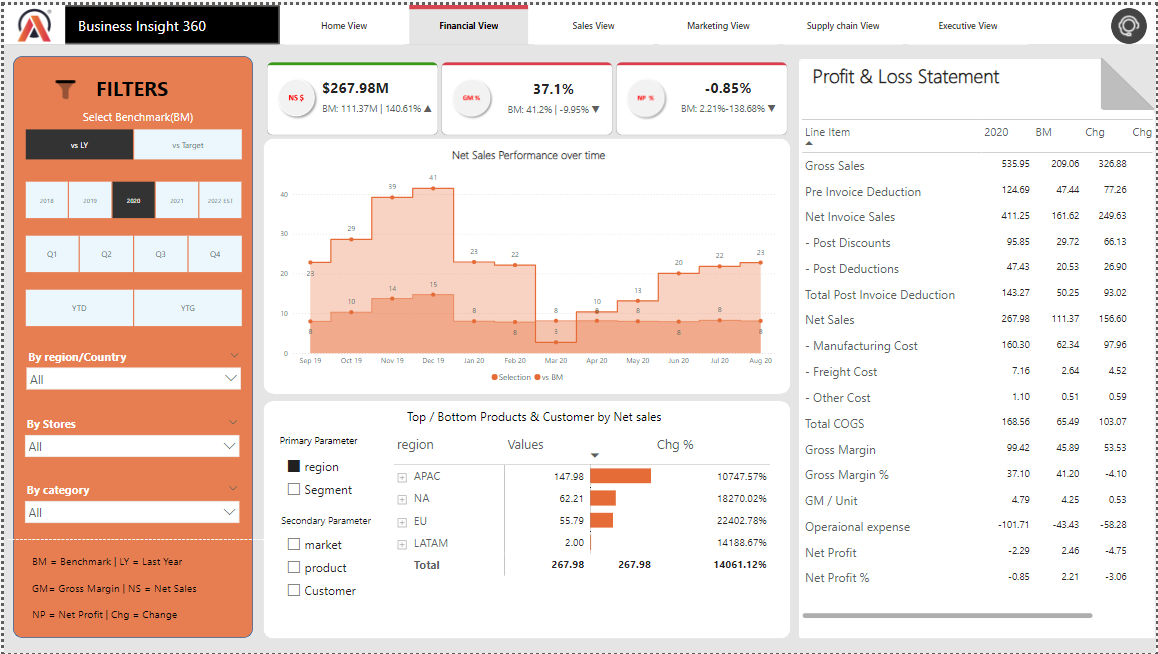 Business Insight 360
Home View
Financial View
Sales View
Marketing View
Supply chain View
Executive View
FILTERS
Select Benchmark(BM)
vs LY
vs Target
2018
2019
2020
2021
2022 EST
Q1
Q2
Q3
Q4
YTD
YTG
By region/Country
All
By Stores
All
By category
All
BM = Benchmark | LY = Last Year
GM= Gross Margin | NS = Net Sales
NP = Net Profit | Chg = Change
NS $
$267.98M
BM: 111.37M | 140.61% ▲
GM %
37.1%
BM: 41.2% | -9.95% ▼
NP %
-0.85%
BM: 2.21%-138.68% ▼
Net Sales Performance over time
40
30
20
10
0
23 29 39 41 23 22 3 10 13 20 22 23
8 10 14 15 8 8 8 8 8 8 8 8
Sep 19 Oct 19 Nov 19 Dec 19 Jan 20 Feb 20 Mar 20 Apr 20 May 20 Jun 20 Jul 20 Aug 20
Selection vs BM
Top / Bottom Products & Customer by Net sales
Primary Parameter
region
Segment
Secondary Parameter
market
product
Customer
region Values Chg %
APAC 147.98 10747.57%
NA 62.21 18270.02%
EU 55.79 22402.78%
LATAM 2.00 14188.67%
Total 267.98 267.98 14061.12%
Profit & Loss Statement
Line Item 2020 BM Chg Chg
Gross Sales 535.95 209.06 326.88
Pre Invoice Deduction 124.69 47.44 77.26
Net Invoice Sales 411.25 161.62 249.63
- Post Discounts 95.85 29.72 66.13
- Post Deductions 47.43 20.53 26.90
Total Post Invoice Deduction 143.27 50.25 93.02
Net Sales 267.98 111.37 156.60
- Manufacturing Cost 160.30 62.34 97.96
- Freight Cost 7.16 2.64 4.52
- Other Cost 1.10 0.51 0.59
Total COGS 168.56 65.49 103.07
Gross Margin 99.42 45.89 53.53
Gross Margin % 37.10 41.20 -4.10
GM / Unit 4.79 4.25 0.53
Operaional expense -101.71 -43.43 -58.28
Net Profit -2.29 2.46 -4.75
Net Profit % -0.85 2.21 -3.06